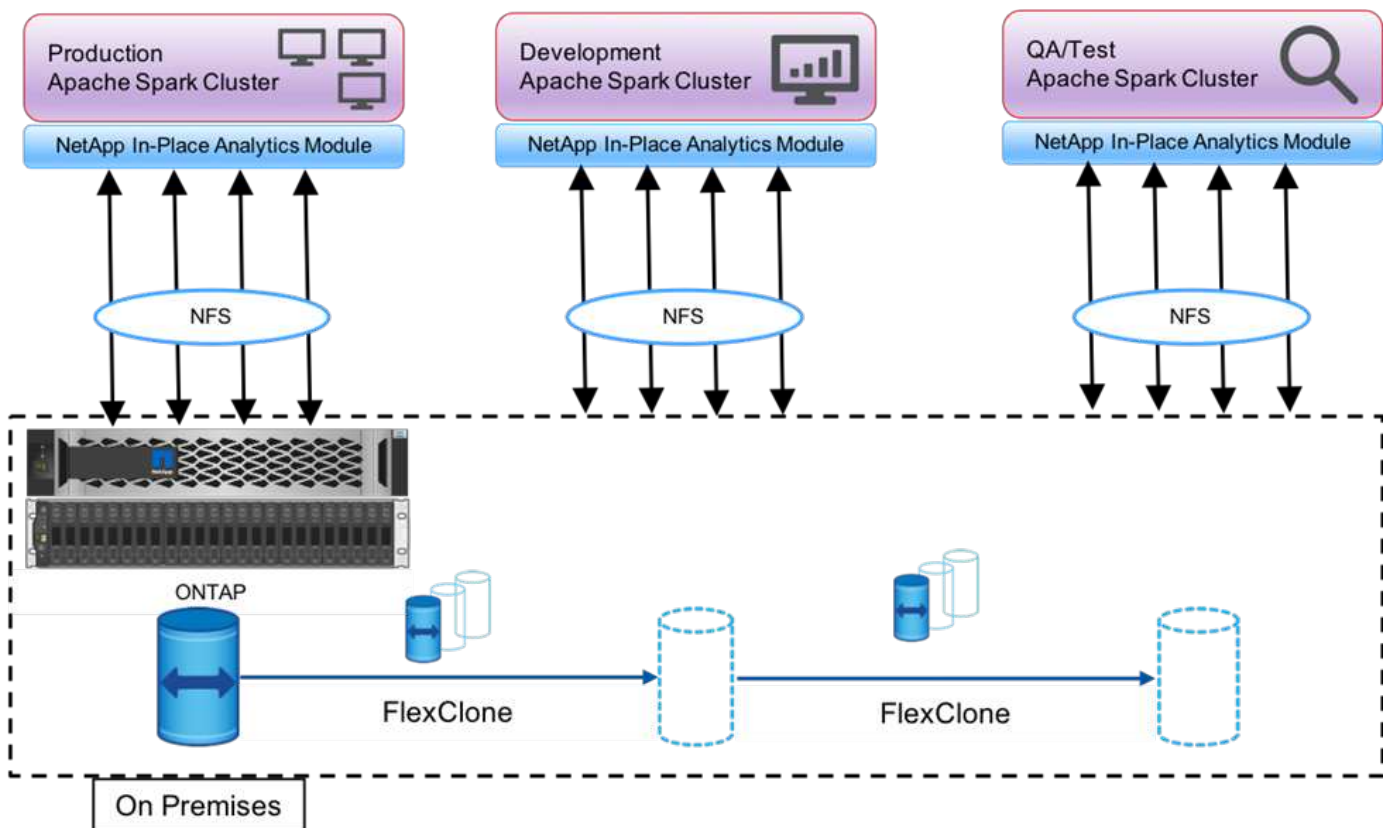 Production
Apache Spark Cluster
Development
Apache Spark Cluster
QA/Test
Apache Spark Cluster
NetApp In-Place Analytics Module
NetApp In-Place Analytics Module
NetApp In-Place Analytics Module
NFS
NFS
NFS
NetApp
ONTAP
FlexClone
FlexClone
On Premises